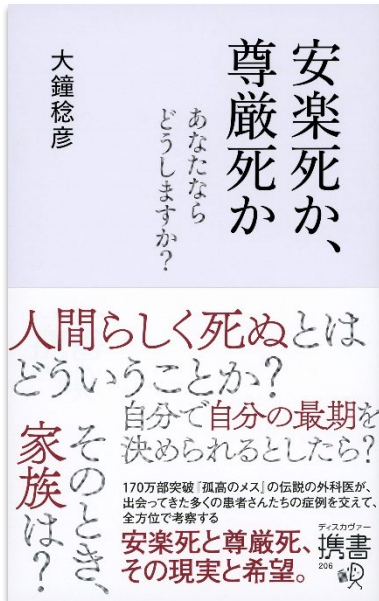 安楽死か、
尊厳死か
あなたなら
どうしますか？
大鐘稔彦
人間らしく死ぬとは
どういうことか？
自分で自分の最期を
決められるとしたら？
そのとき、
家族は？
170万部突破『孤高のメス』の伝説の外科医が、
出会ってきた多くの患者さんたちの症例を交えて、
全方位で考察する
安楽死と尊厳死、
その現実と希望。
ディスカヴァー
携書
206